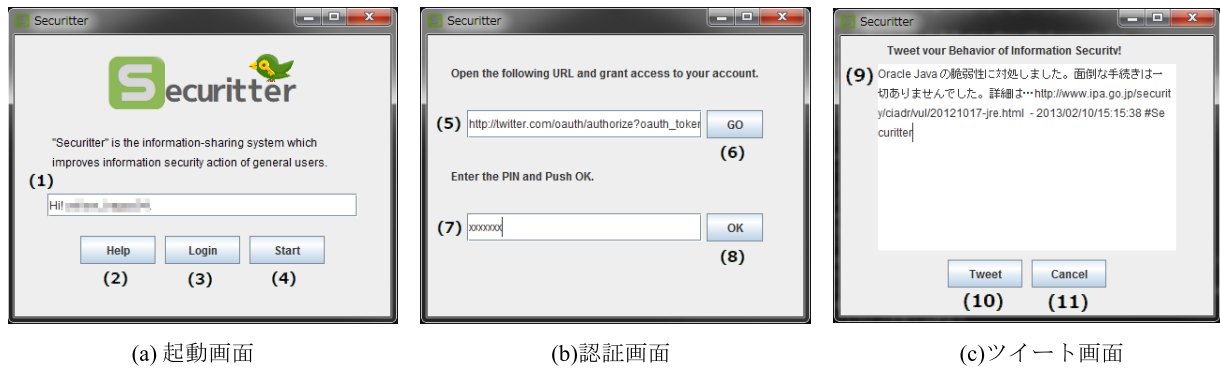 Securitter
Securitter
"Securitter" is the information-sharing system which
improves information security action of general users.
(1)
Hi!
Help
Login
Start
(2)
(3)
(4)
(a) 起動画面
Securitter
Open the following URL and grant access to your account.
(5)
http://twitter.com/oauth/authorize?oauth_token
GO
(6)
Enter the PIN and Push OK.
(7)
xxxxxxx
OK
(8)
(b)認証画面
Securitter
Tweet your Behavior of Information Security!
(9)
Oracle Javaの脆弱性に対処しました。面倒な手続きは一
切ありませんでした。詳細は…http://www.ipa.go.jp/securit
y/ciadr/vul/20121017-jre.html - 2013/02/10/15:15:38 #Se
curitter
Tweet
Cancel
(10)
(11)
(c)ツイート画面